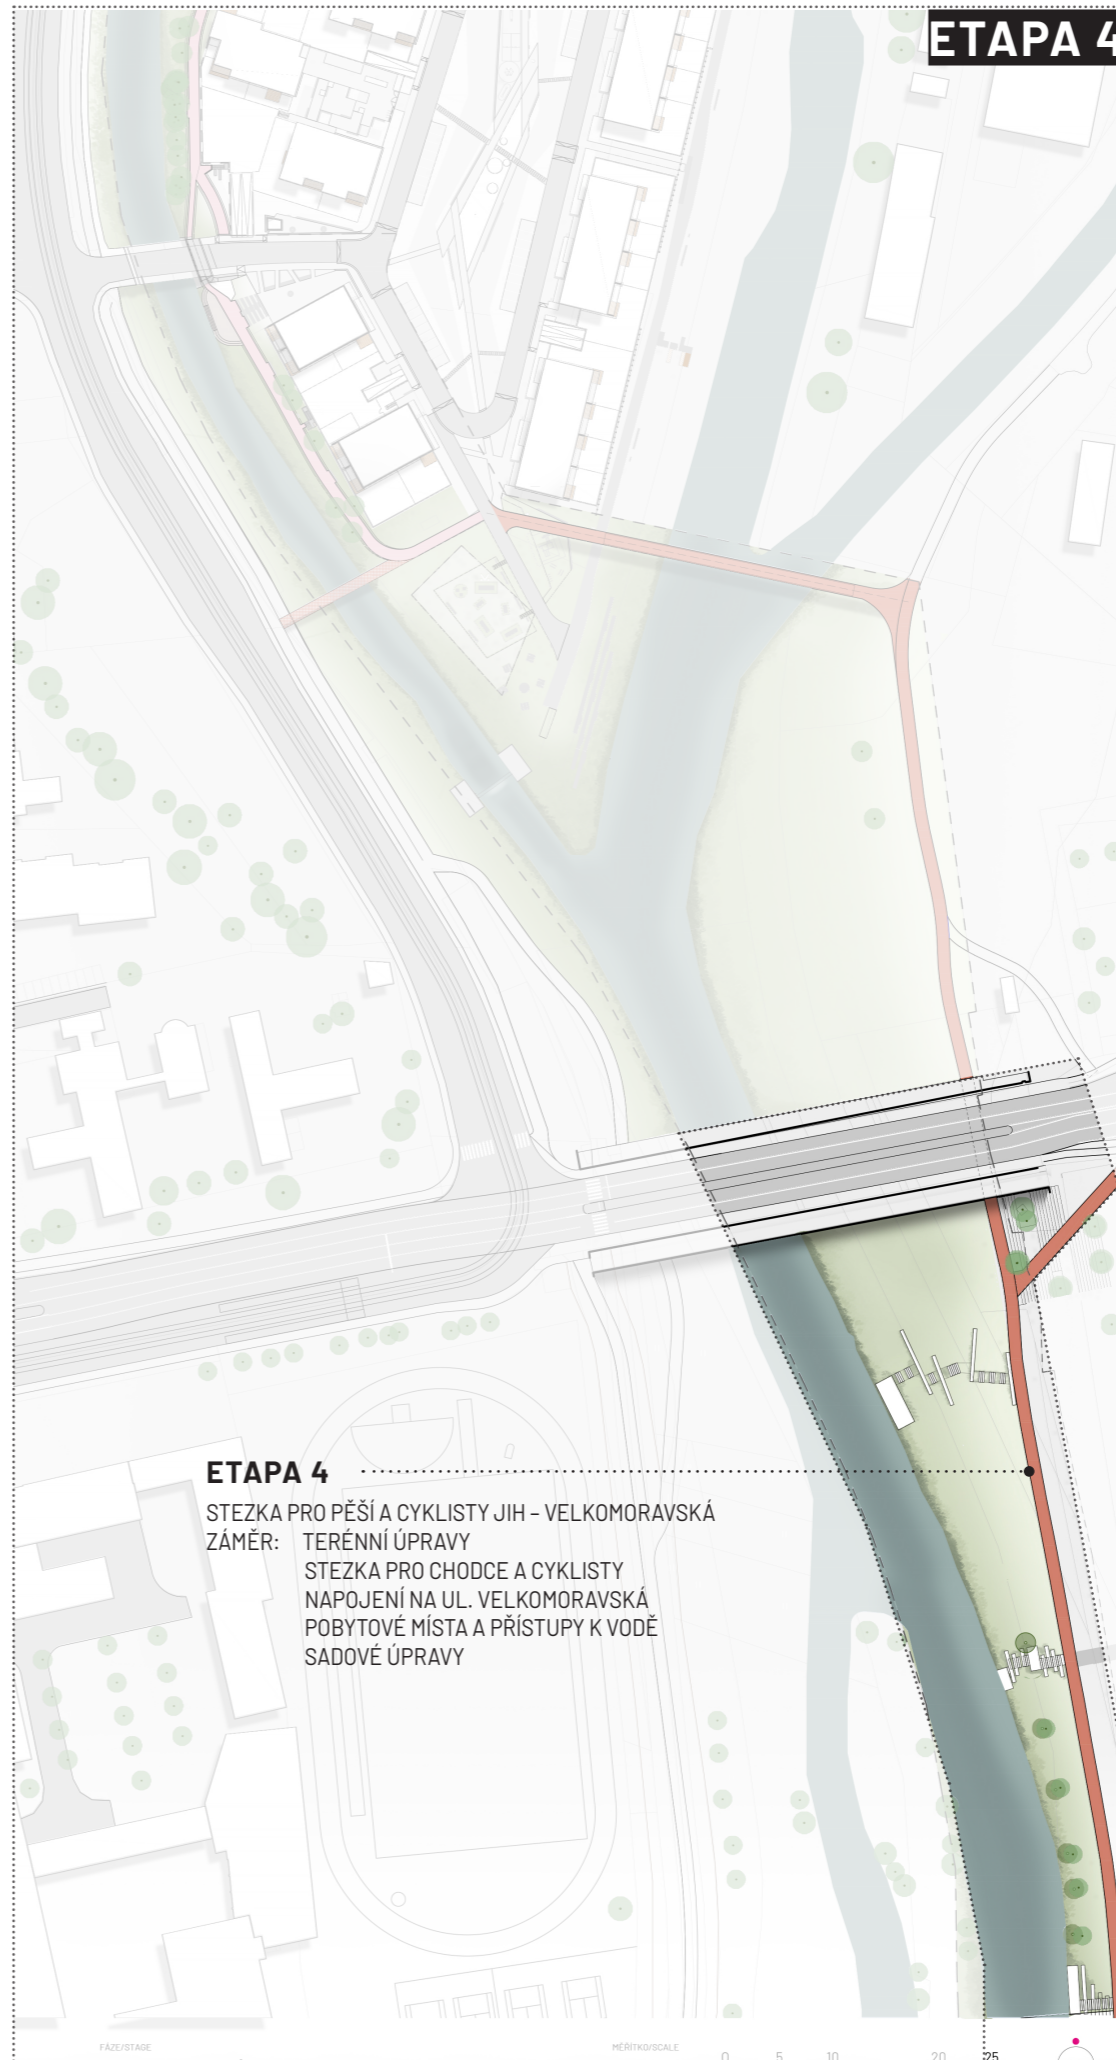 ETAPA 4
ETAPA 4
STEZKA PRO PĚŠÍ A CYKLISTY JIH – VELKOMORAVSKÁ
ZÁMĚR: TERÉNNÍ ÚPRAVY
STEZKA PRO CHODCE A CYKLISTY
NAPOJENÍ NA UL. VELKOMORAVSKÁ
POBYTOVÉ MÍSTA A PŘÍSTUPY K VODĚ
SADOVÉ ÚPRAVY
FÁZE/STAGE
MĚŘÍTKO/SCALE
0 5 10 20 25